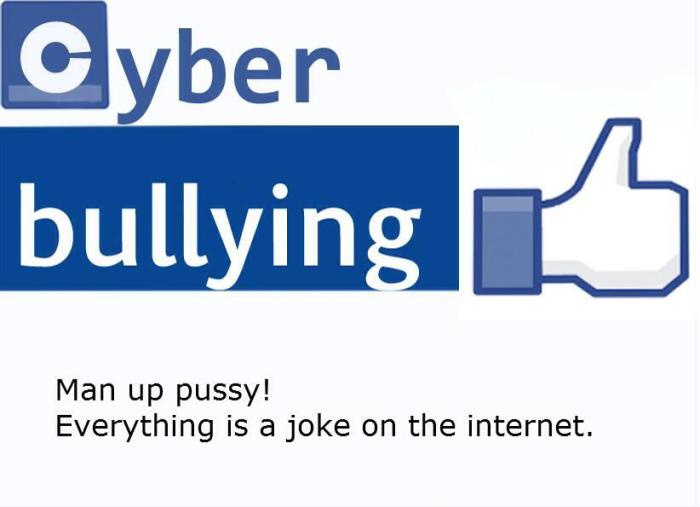 Cyber
bullying
Man up pussy!
Everything is a joke on the internet.